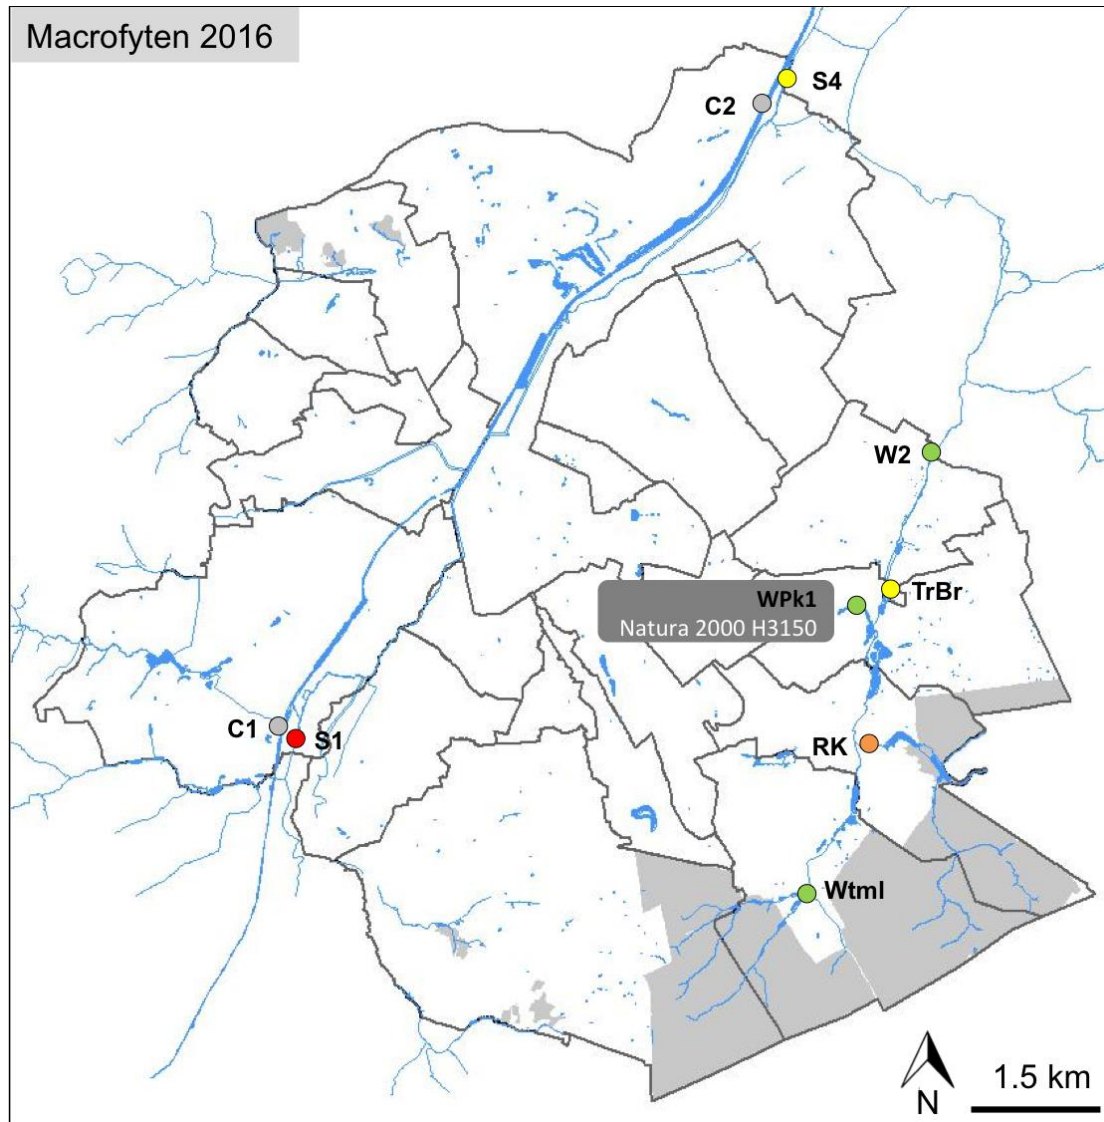 Macrofyten 2016
S4
C2
W2
TrBr
WPk1
Natura 2000 H3150
C1
S1
RK
Wtml
N
1.5 km